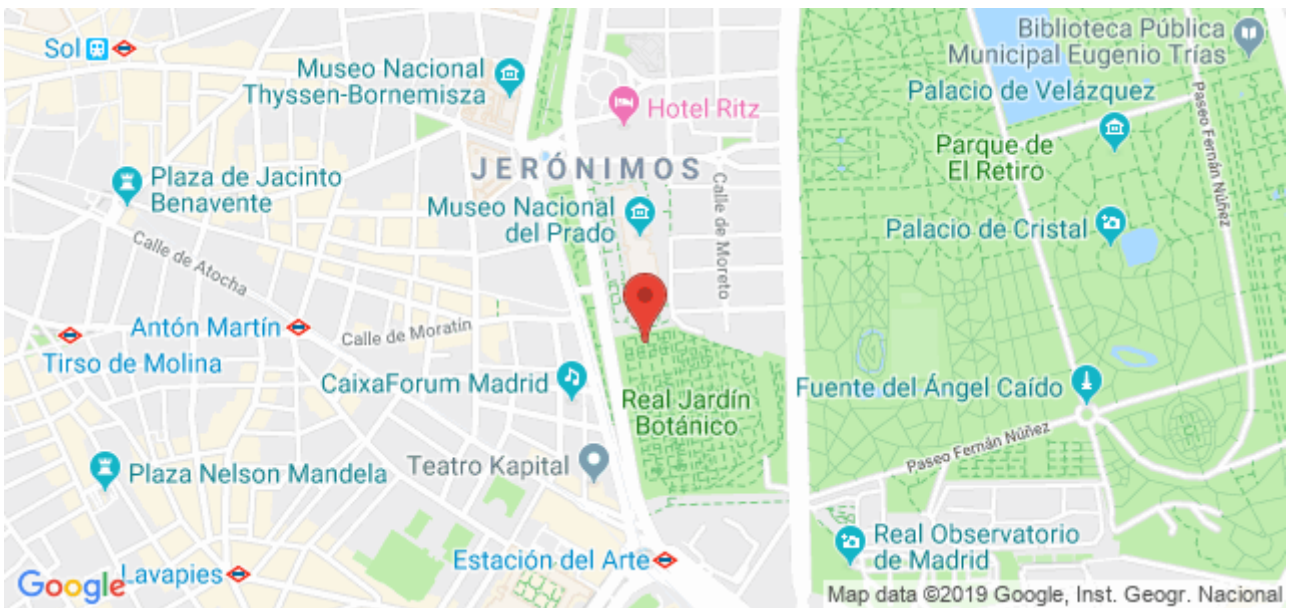 Sol
Museo Nacional
Thyssen-Bornemisza
Hotel Ritz
Biblioteca Pública
Municipal Eugenio Trías
Palacio de Velázquez
Paseo Fernán Núñez
Parque de
El Retiro
JERÓNIMOS
Plaza de Jacinto
Benavente
Museo Nacional
del Prado
Calle de Moreto
Palacio de Cristal
Calle de Atocha
Antón Martín
Calle de Moratín
Tirso de Molina
CaixaForum Madrid
Real Jardín
Botánico
Fuente del Ángel Caído
Paseo Fernán Núñez
Plaza Nelson Mandela
Teatro Kapital
Real Observatorio
de Madrid
Estación del Arte
Lavapies
Google
Map data ©2019 Google, Inst. Geogr. Nacional